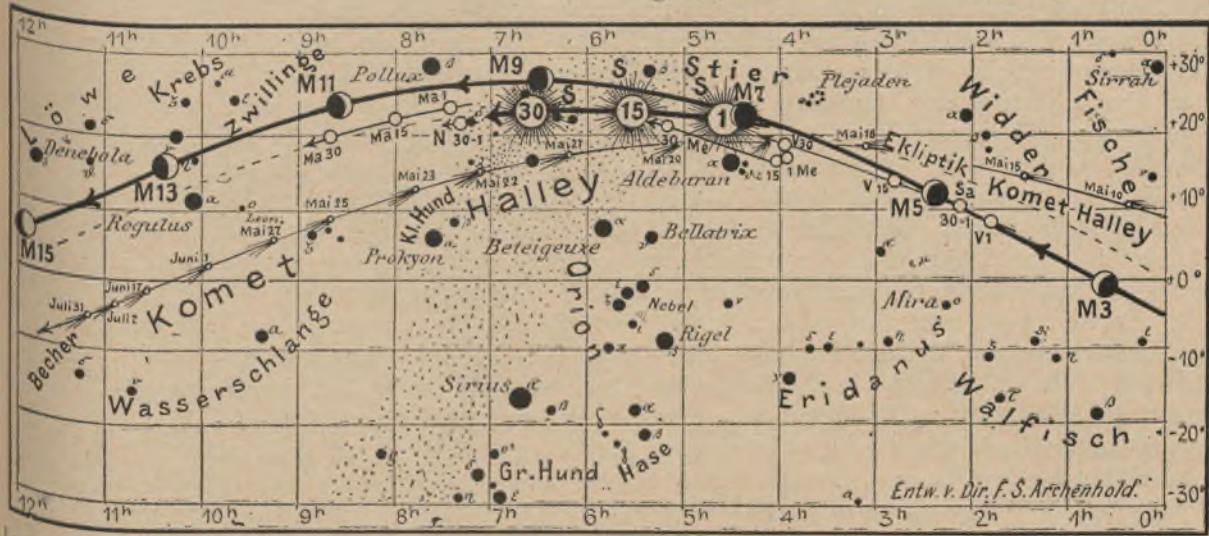 12h 11h 10h 9h 8h 7h 6h 5h 4h 3h 2h 1h 0h
+30°
+20°
+10°
+0°
-10°
-20°
-30°
Löwe
Krebs
Zwillinge
Pollux
Stier
Plejaden
Widder
Fische
Sirrah
Denebola
Regulus
Kl. Hund
Prokyon
Beteigeuze
Bellatrix
Aldebaran
Orion
Nebel
Rigel
Mira
Eridanus
Walfisch
Ekliptik
Komet Halley
Komet Halley
Becher
Wasserschlange
Sirius
Gr. Hund
Hase
M15
M13
M11
M9
M7
M5
M3
S S S S
30
15
1
Ma 1
Ma 15
Ma 30
N 30-1
30
Me
15
1 Me
V30
V 15
V1
Sa
30-1
Mai 10
Mai 15
Mai 18
Mai 20
Mai 21
Mai 22
Mai 23
Mai 25
Mai 27
Juni 1
Juni 17
Juli 2
Juli 31
Entw. v. Dir. F. S. Archenhold.
12h 11h 10h 9h 8h 7h 6h 5h 4h 3h 2h 1h 0h